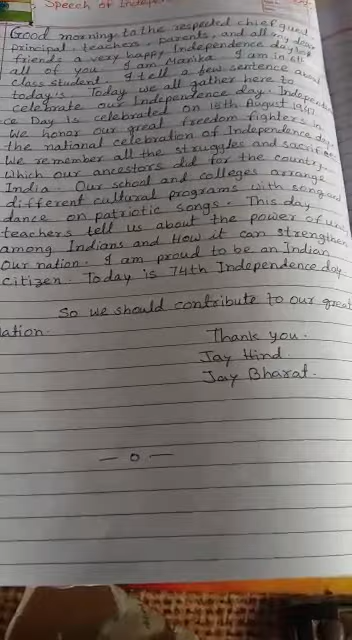 Speech of Indep
Good morning to the respected chief guest,
principal, teachers, parents, and all my dear
friends a very happy Independence day to
all of you. I am Monika. I am in 6th
class student. I tell a few sentence about
today's. Today we all gather here to
celebrate our Independence day. Independen
ce Day is celebrated on 15th August 1947
We honor our great freedom fighters in
the national celebration of Independence day.
We remember all the struggles and sacrifices
which our ancestors did for the country
India. Our school and colleges arrange
different cultural programs with song and
dance on patriotic songs. This day
teachers tell us about the power of unity
among Indians and How it can strengthen
our nation. I am proud to be an Indian
citizen. Today is 74th Independence day
So we should contribute to our great
ation.
Thank you.
Jay Hind
Jay Bharat.
— 0 —